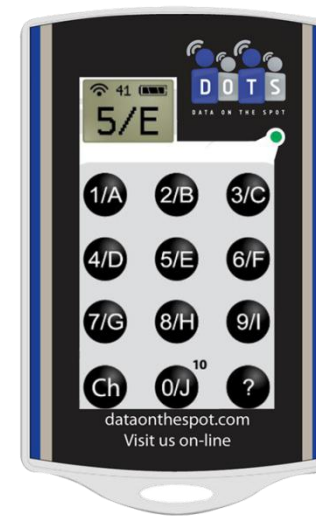 41
5/E
DOTS
DATA ON THE SPOT
1/A 2/B 3/C
4/D 5/E 6/F
7/G 8/H 9/I
10
Ch 0/J ?
dataonthespot.com
Visit us on-line